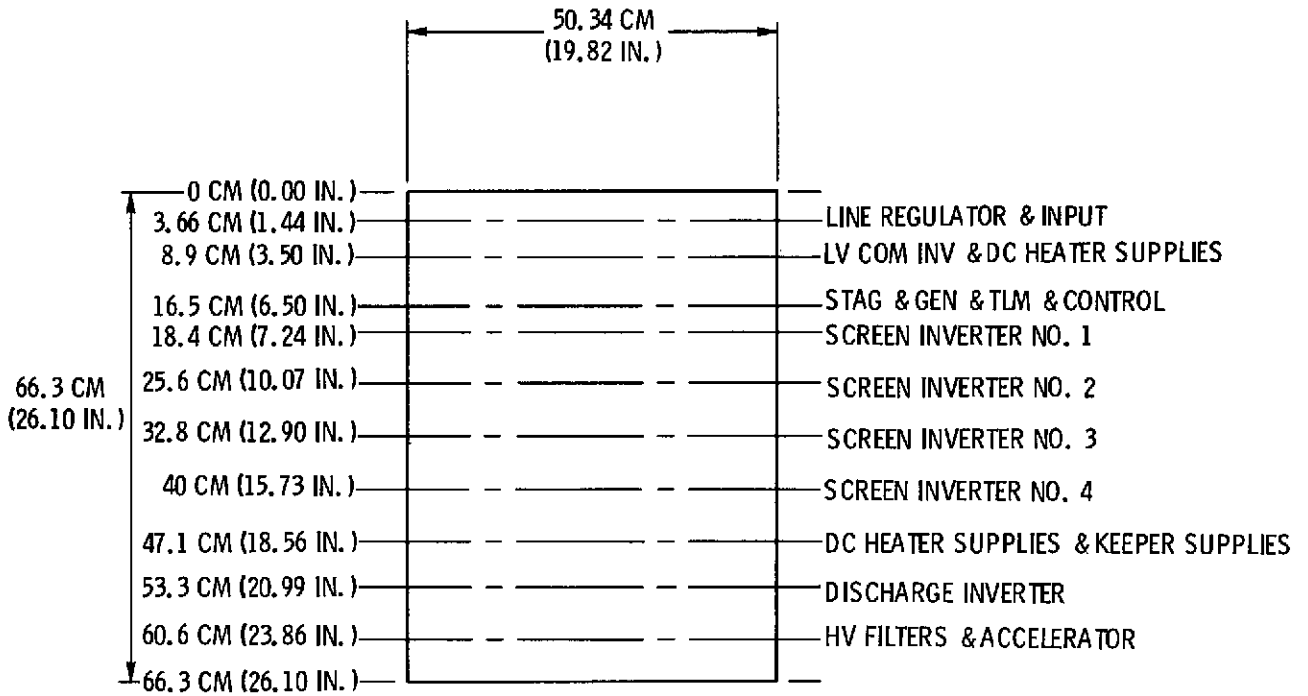 50.34 CM
(19.82 IN.)
0 CM (0.00 IN.)
3.66 CM (1.44 IN.)
LINE REGULATOR & INPUT
8.9 CM (3.50 IN.)
LV COM INV & DC HEATER SUPPLIES
16.5 CM (6.50 IN.)
STAG & GEN & TLM & CONTROL
18.4 CM (7.24 IN.)
SCREEN INVERTER NO. 1
66.3 CM
(26.10 IN.)
25.6 CM (10.07 IN.)
SCREEN INVERTER NO. 2
32.8 CM (12.90 IN.)
SCREEN INVERTER NO. 3
40 CM (15.73 IN.)
SCREEN INVERTER NO. 4
47.1 CM (18.56 IN.)
DC HEATER SUPPLIES & KEEPER SUPPLIES
53.3 CM (20.99 IN.)
DISCHARGE INVERTER
60.6 CM (23.86 IN.)
HV FILTERS & ACCELERATOR
66.3 CM (26.10 IN.)